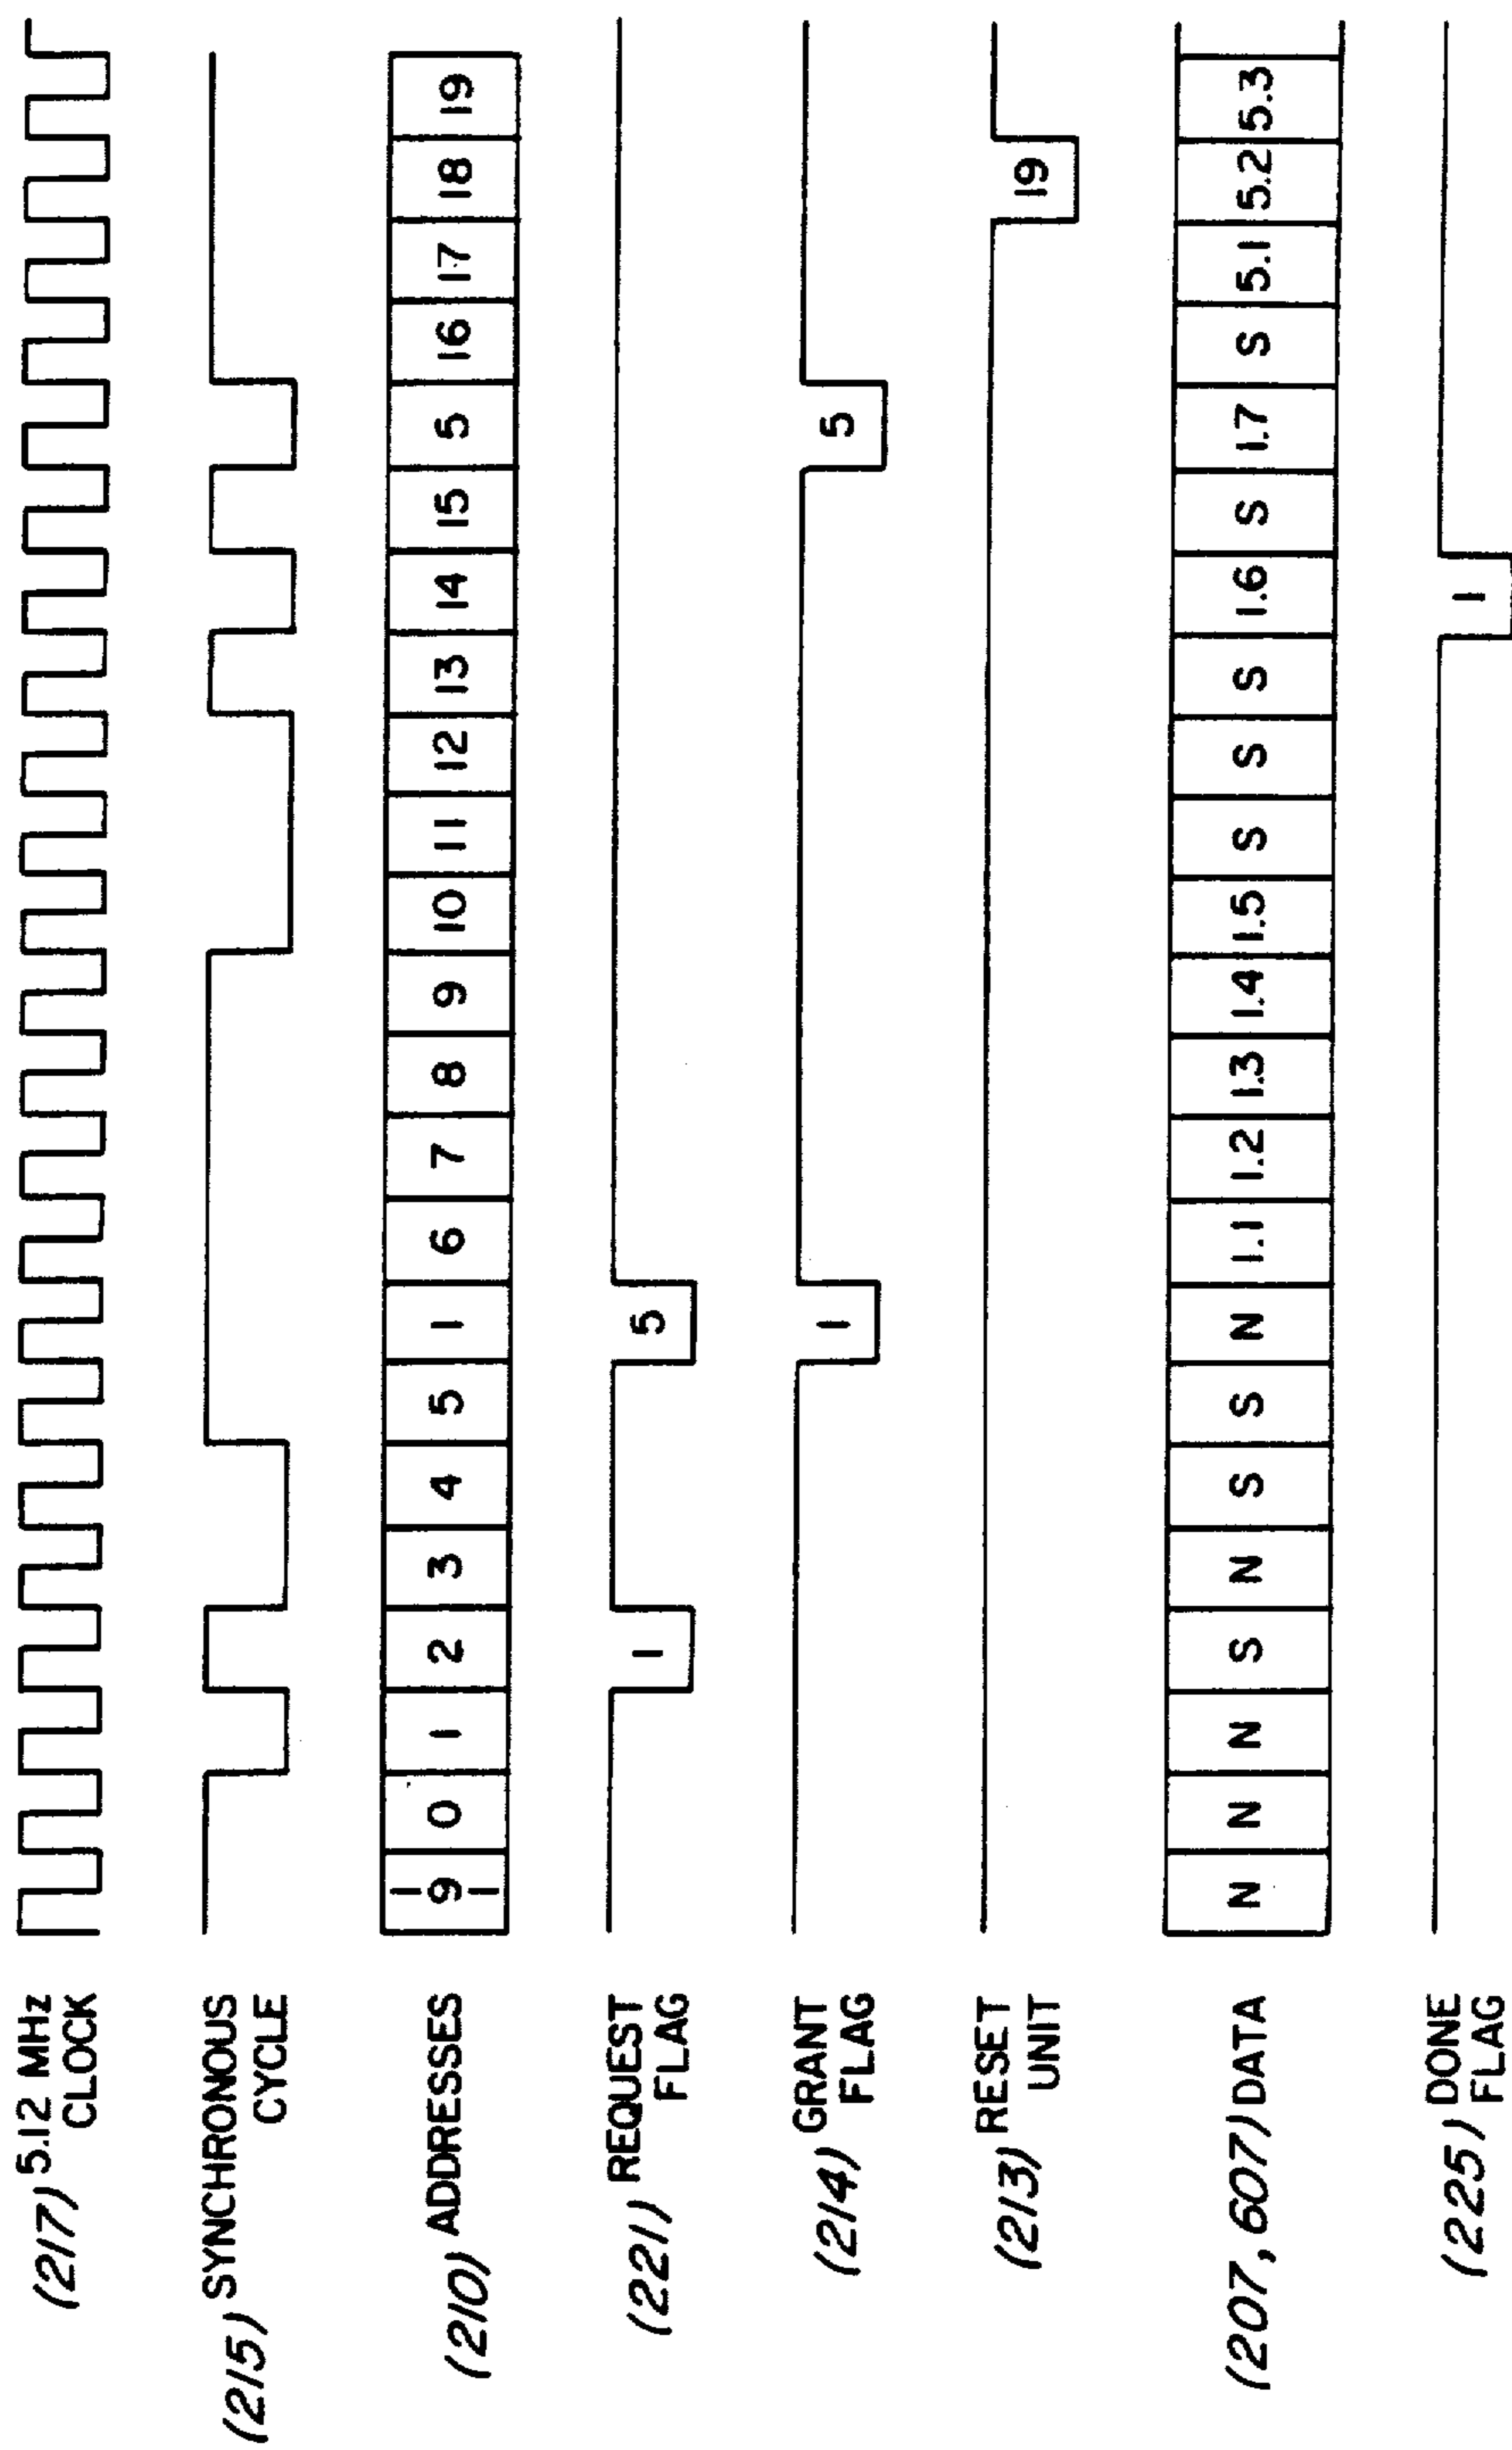 (217) 5.12 MHz
CLOCK
(215) SYNCHRONOUS
CYCLE
(210) ADDRESSES
-9- 0 1 2 3 4 5 1 6 7 8 9 10 11 12 13 14 15 5 16 17 18 19
(221) REQUEST
FLAG
1 5
(214) GRANT
FLAG
1 5
(213) RESET
UNIT
19
(207, 607) DATA
N N N S N S S N 1.1 1.2 1.3 1.4 1.5 S S S 1.6 S 1.7 S 5.1 5.2 5.3
(225) DONE
FLAG
1